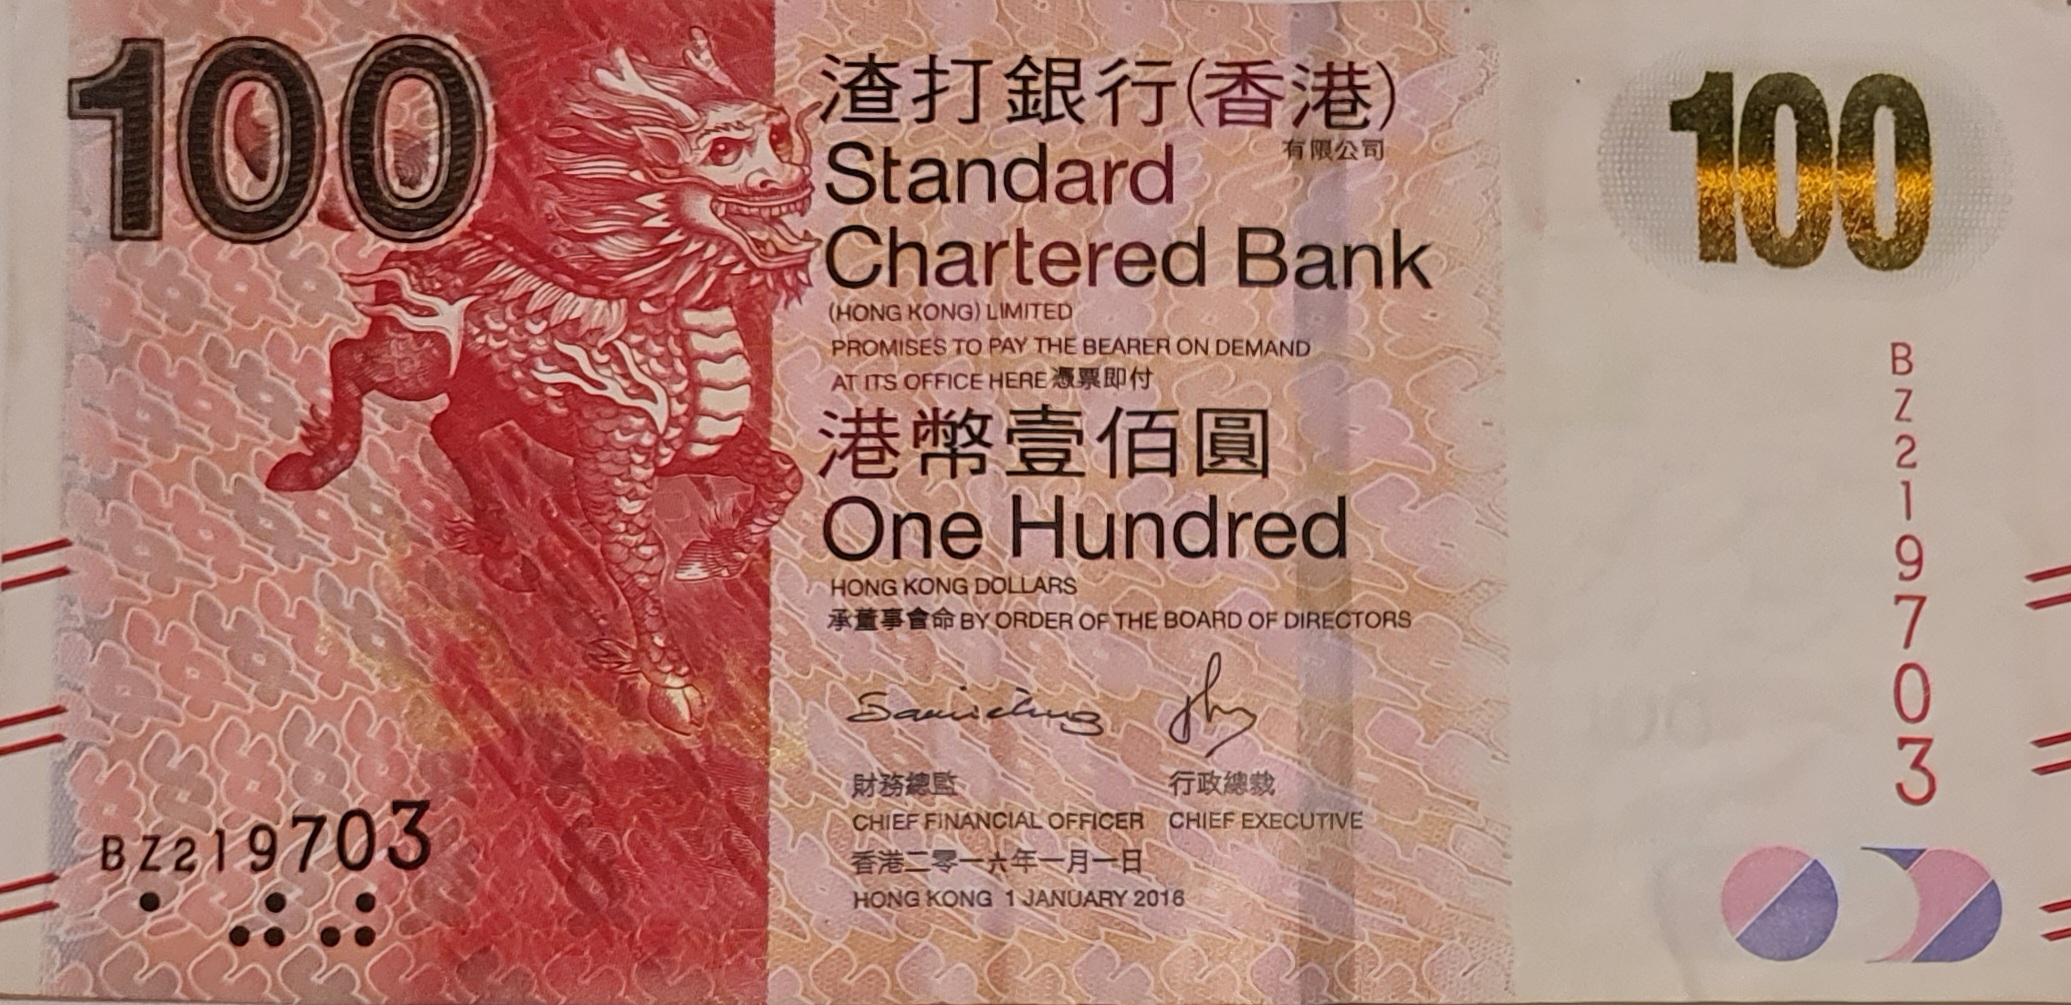 100
渣打銀行(香港)
有限公司
Standard
Chartered Bank
(HONG KONG) LIMITED
PROMISES TO PAY THE BEARER ON DEMAND
AT ITS OFFICE HERE 憑票即付
港幣壹佰圓
One Hundred
HONG KONG DOLLARS
承董事會命 BY ORDER OF THE BOARD OF DIRECTORS
財務總監 行政總裁
CHIEF FINANCIAL OFFICER CHIEF EXECUTIVE
香港二零一六年一月一日
HONG KONG 1 JANUARY 2016
BZ219703
100
BZ219703